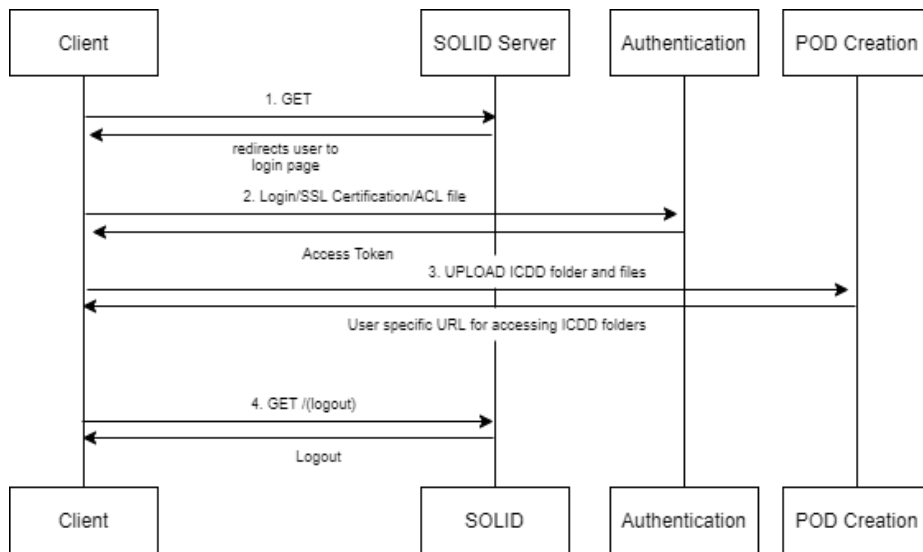 Client
SOLID Server
Authentication
POD Creation
1. GET
redirects user to
login page
2. Login/SSL Certification/ACL file
Access Token
3. UPLOAD ICDD folder and files
User specific URL for accessing ICDD folders
4. GET /(logout)
Logout
Client
SOLID
Authentication
POD Creation